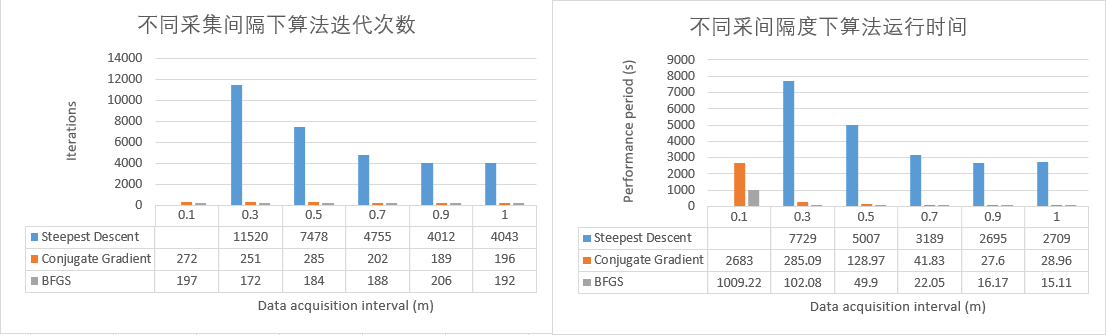 不同采集间隔下算法迭代次数
14000
12000
10000
8000
6000
4000
2000
0
Iterations
0.1 0.3 0.5 0.7 0.9 1
Steepest Descent 11520 7478 4755 4012 4043
Conjugate Gradient 272 251 285 202 189 196
BFGS 197 172 184 188 206 192
Data acquisition interval (m)
不同采间隔度下算法运行时间
9000
8000
7000
6000
5000
4000
3000
2000
1000
0
Performance period (s)
0.1 0.3 0.5 0.7 0.9 1
Steepest Descent 7729 5007 3189 2695 2709
Conjugate Gradient 2683 285.09 128.97 41.83 27.6 28.96
BFGS 1009.22 102.08 49.9 22.05 16.17 15.11
Data acquisition interval (m)